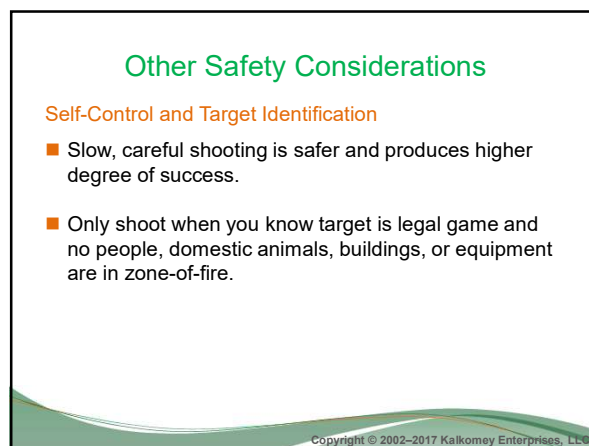 Other Safety Considerations
Self-Control and Target Identification
Slow, careful shooting is safer and produces higher
degree of success.
Only shoot when you know target is legal game and
no people, domestic animals, buildings, or equipment
are in zone-of-fire.
Copyright © 2002–2017 Kalkomey Enterprises, LLC